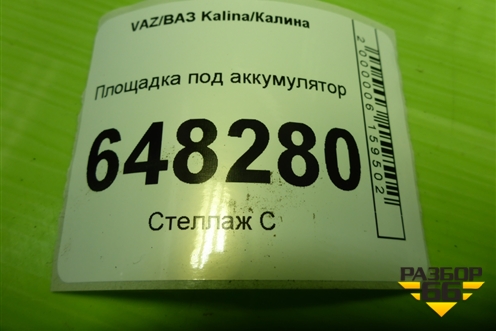 VAZ/ВАЗ Kalina/Калина
Площадка под аккумулятор
648280
Стеллаж С
2000006159502
РАЗБОР
66